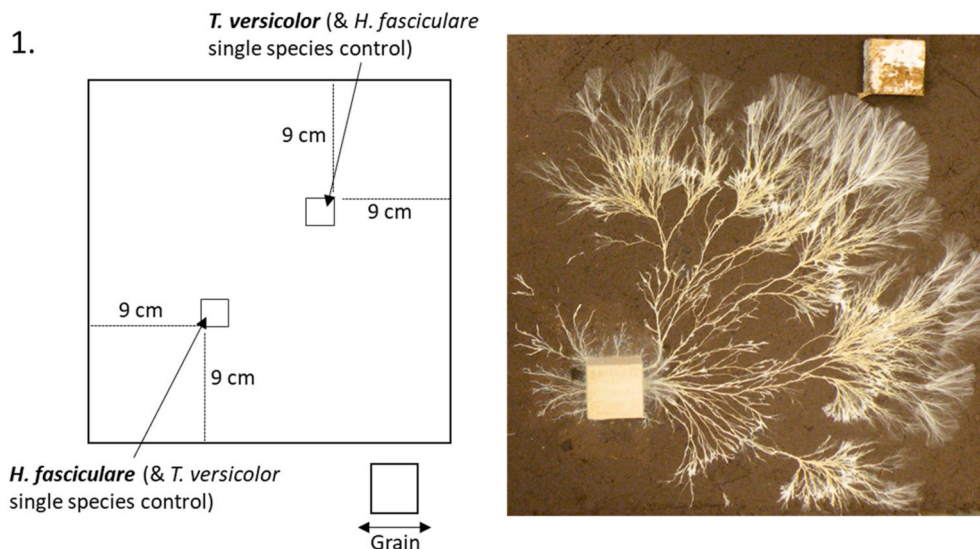 1.
T. versicolor (& H. fasciculare
single species control)
9 cm
9 cm
9 cm
9 cm
H. fasciculare (& T. versicolor
single species control)
Grain